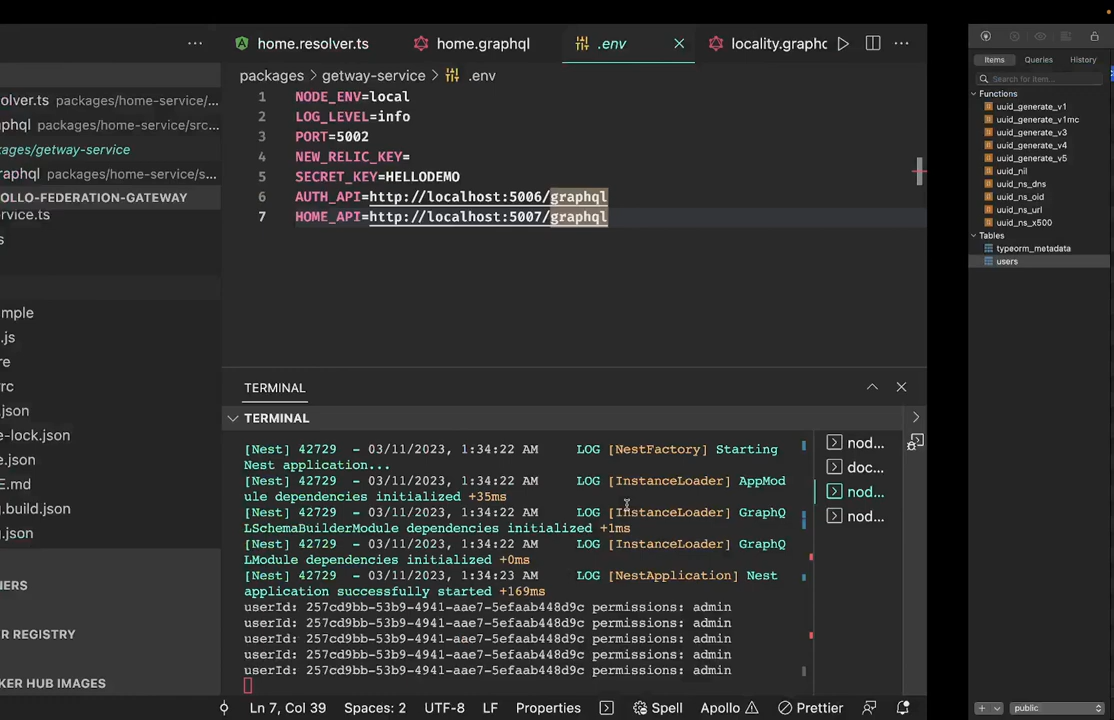 home.resolver.ts
home.graphql
.env
locality.grapho
packages
getway-service
.env
olver.ts packages/home-service/...
phql packages/home-service/src...
ages/getway-service
raphql packages/home-service/s...
OLLO-FEDERATION-GATEWAY
rvice.ts
s
ample
.js
re
rc
.json
e-lock.json
e.json
E.md
g.build.json
n.json
NERS
ER REGISTRY
KER HUB IMAGES
1 NODE_ENV=local
2 LOG_LEVEL=info
3 PORT=5002
4 NEW_RELIC_KEY=
5 SECRET_KEY=HELLODEMO
6 AUTH_API=http://localhost:5006/graphql
7 HOME_API=http://localhost:5007/graphql
TERMINAL
TERMINAL
[Nest] 42729 - 03/11/2023, 1:34:22 AM LOG [NestFactory] Starting
Nest application...
[Nest] 42729 - 03/11/2023, 1:34:22 AM LOG [InstanceLoader] AppMod
ule dependencies initialized +35ms
[Nest] 42729 - 03/11/2023, 1:34:22 AM LOG [InstanceLoader] GraphQ
LSchemaBuilderModule dependencies initialized +1ms
[Nest] 42729 - 03/11/2023, 1:34:22 AM LOG [InstanceLoader] GraphQ
LModule dependencies initialized +0ms
[Nest] 42729 - 03/11/2023, 1:34:23 AM LOG [NestApplication] Nest
application successfully started +169ms
userId: 257cd9bb-53b9-4941-aae7-5efaab448d9c permissions: admin
userId: 257cd9bb-53b9-4941-aae7-5efaab448d9c permissions: admin
userId: 257cd9bb-53b9-4941-aae7-5efaab448d9c permissions: admin
userId: 257cd9bb-53b9-4941-aae7-5efaab448d9c permissions: admin
userId: 257cd9bb-53b9-4941-aae7-5efaab448d9c permissions: admin
nod...
doc...
nod...
nod...
Ln 7, Col 39
Spaces: 2
UTF-8
LF
Properties
Spell
Apollo
Prettier
Items
Queries
History
Search for item...
Functions
uuid_generate_v1
uuid_generate_v1mc
uuid_generate_v3
uuid_generate_v4
uuid_generate_v5
uuid_nil
uuid_ns_dns
uuid_ns_oid
uuid_ns_url
uuid_ns_x500
Tables
typeorm_metadata
users
public